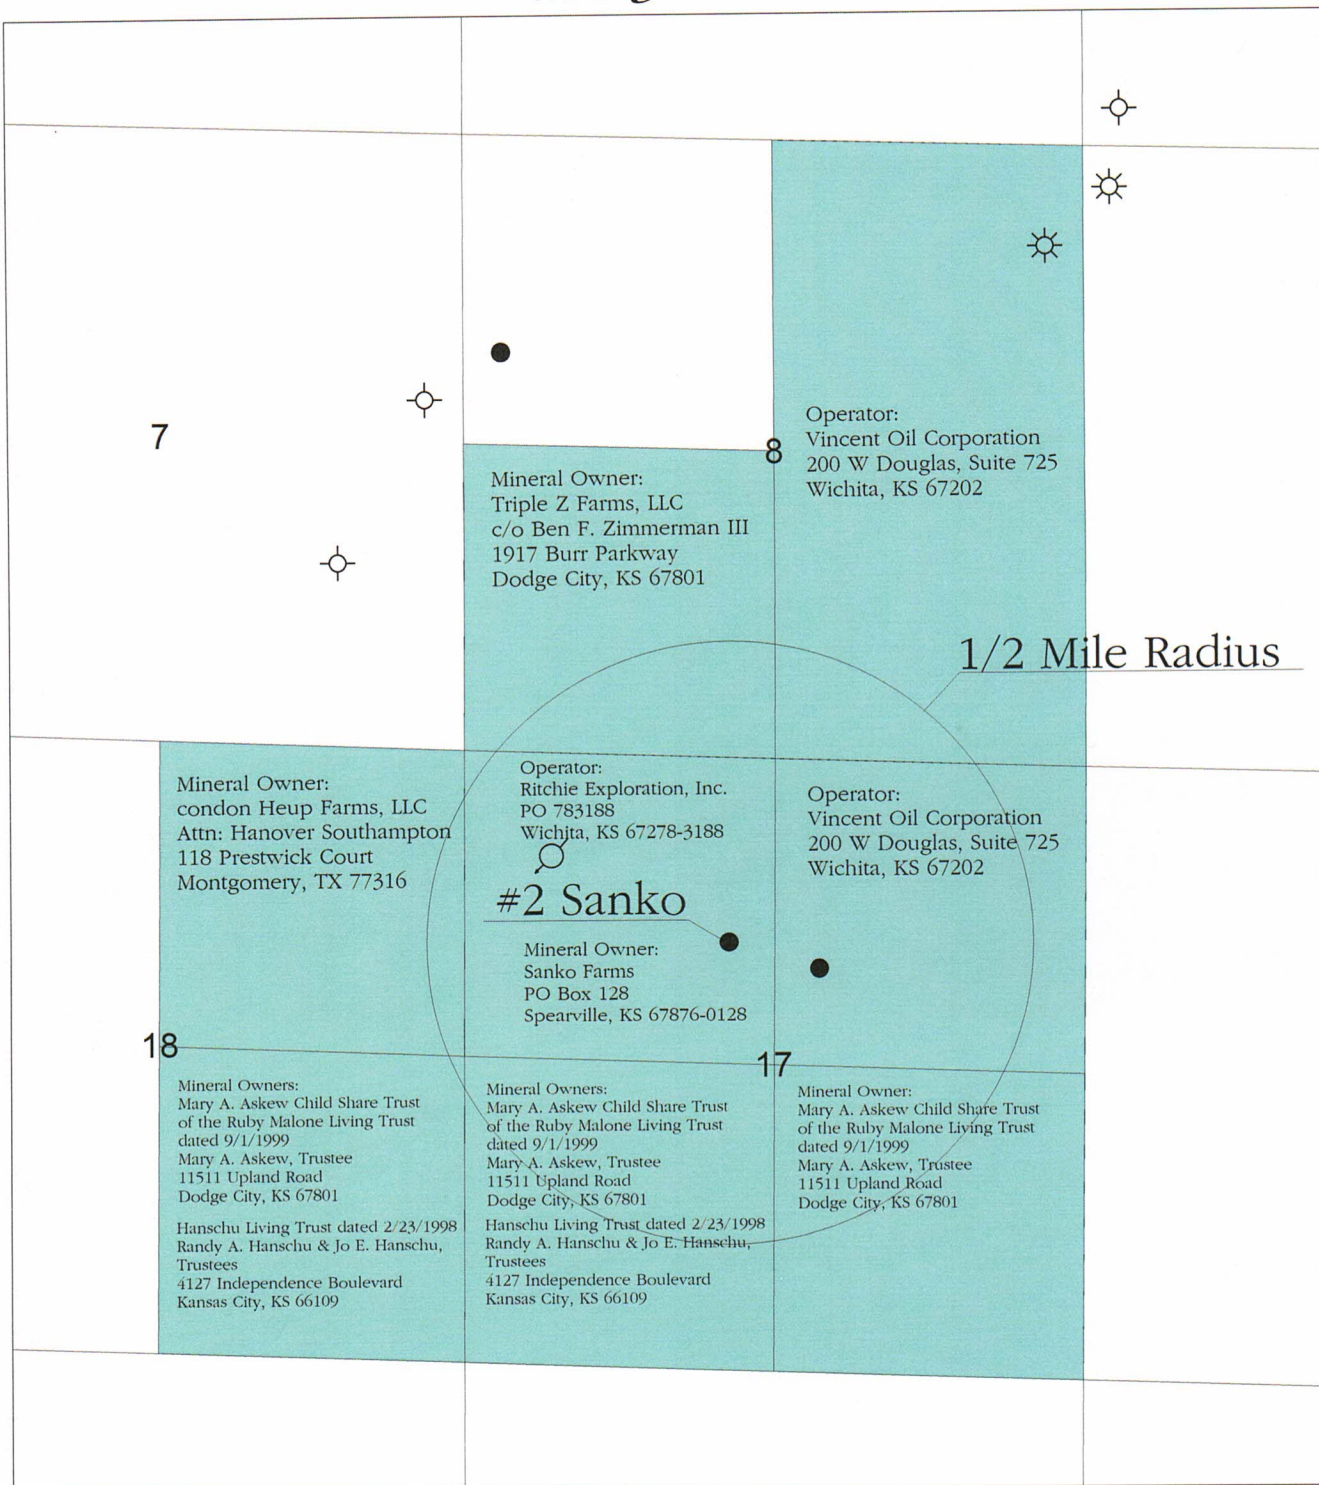 7
8
Operator:
Vincent Oil Corporation
200 W Douglas, Suite 725
Wichita, KS 67202
Mineral Owner:
Triple Z Farms, LLC
c/o Ben F. Zimmerman III
1917 Burr Parkway
Dodge City, KS 67801
1/2 Mile Radius
Mineral Owner:
condon Heup Farms, LLC
Attn: Hanover Southampton
118 Prestwick Court
Montgomery, TX 77316
Operator:
Ritchie Exploration, Inc.
PO 783188
Wichita, KS 67278-3188
#2 Sanko
Mineral Owner:
Sanko Farms
PO Box 128
Spearville, KS 67876-0128
Operator:
Vincent Oil Corporation
200 W Douglas, Suite 725
Wichita, KS 67202
18
17
Mineral Owners:
Mary A. Askew Child Share Trust
of the Ruby Malone Living Trust
dated 9/1/1999
Mary A. Askew, Trustee
11511 Upland Road
Dodge City, KS 67801
Hanschu Living Trust dated 2/23/1998
Randy A. Hanschu & Jo E. Hanschu,
Trustees
4127 Independence Boulevard
Kansas City, KS 66109
Mineral Owners:
Mary A. Askew Child Share Trust
of the Ruby Malone Living Trust
dated 9/1/1999
Mary A. Askew, Trustee
11511 Upland Road
Dodge City, KS 67801
Hanschu Living Trust dated 2/23/1998
Randy A. Hanschu & Jo E. Hanschu,
Trustees
4127 Independence Boulevard
Kansas City, KS 66109
Mineral Owner:
Mary A. Askew Child Share Trust
of the Ruby Malone Living Trust
dated 9/1/1999
Mary A. Askew, Trustee
11511 Upland Road
Dodge City, KS 67801